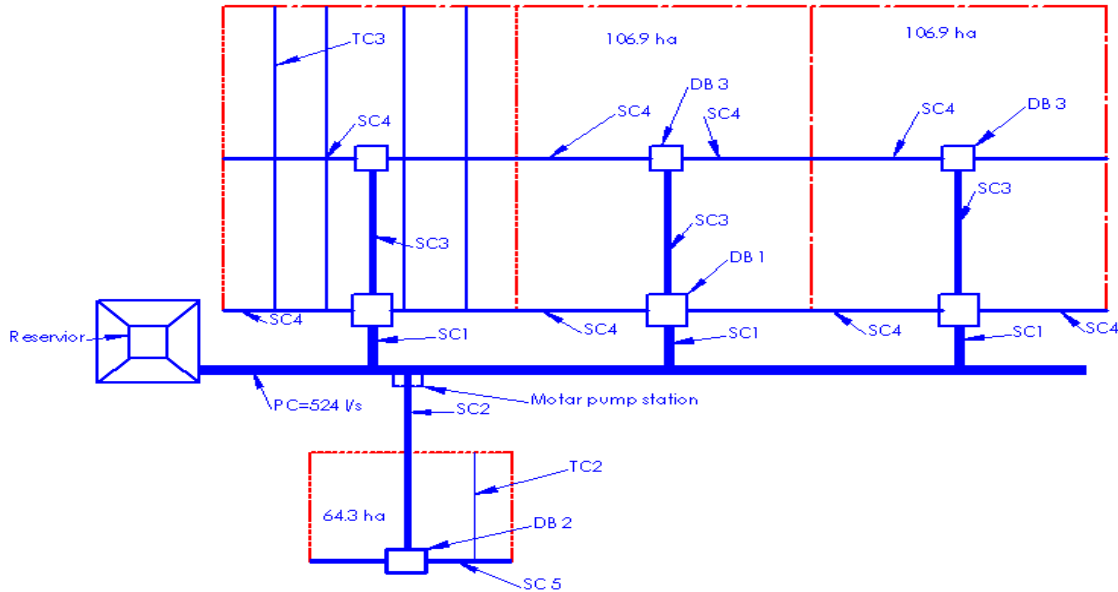 TC3
106.9 ha
106.9 ha
DB 3
DB 3
SC4
SC4
SC4
SC4
SC3
SC3
SC3
DB 1
SC4
SC4
SC4
SC4
Reservior
SC1
SC1
SC1
PC=524 l/s
SC2
Motar pump station
TC2
64.3 ha
DB 2
SC 5